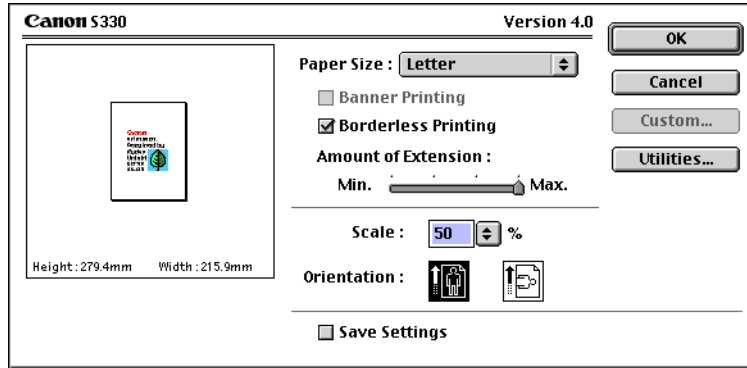 Canon S330
Version 4.0
OK
Paper Size : Letter
Cancel
Banner Printing
Custom...
Borderless Printing
Amount of Extension :
Utilities...
Min.
Max.
Scale : 50 %
Canon
Height : 279.4mm Width : 215.9mm
Orientation :
Save Settings